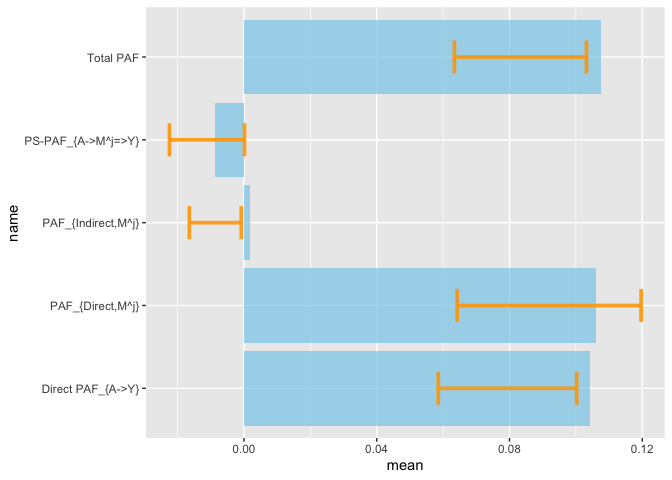 Total PAF
PS-PAF_{A->M^j=>Y}
PAF_{Indirect,M^j}
PAF_{Direct,M^j}
Direct PAF_{A->Y}
name
0.00 0.04 0.08 0.12
mean